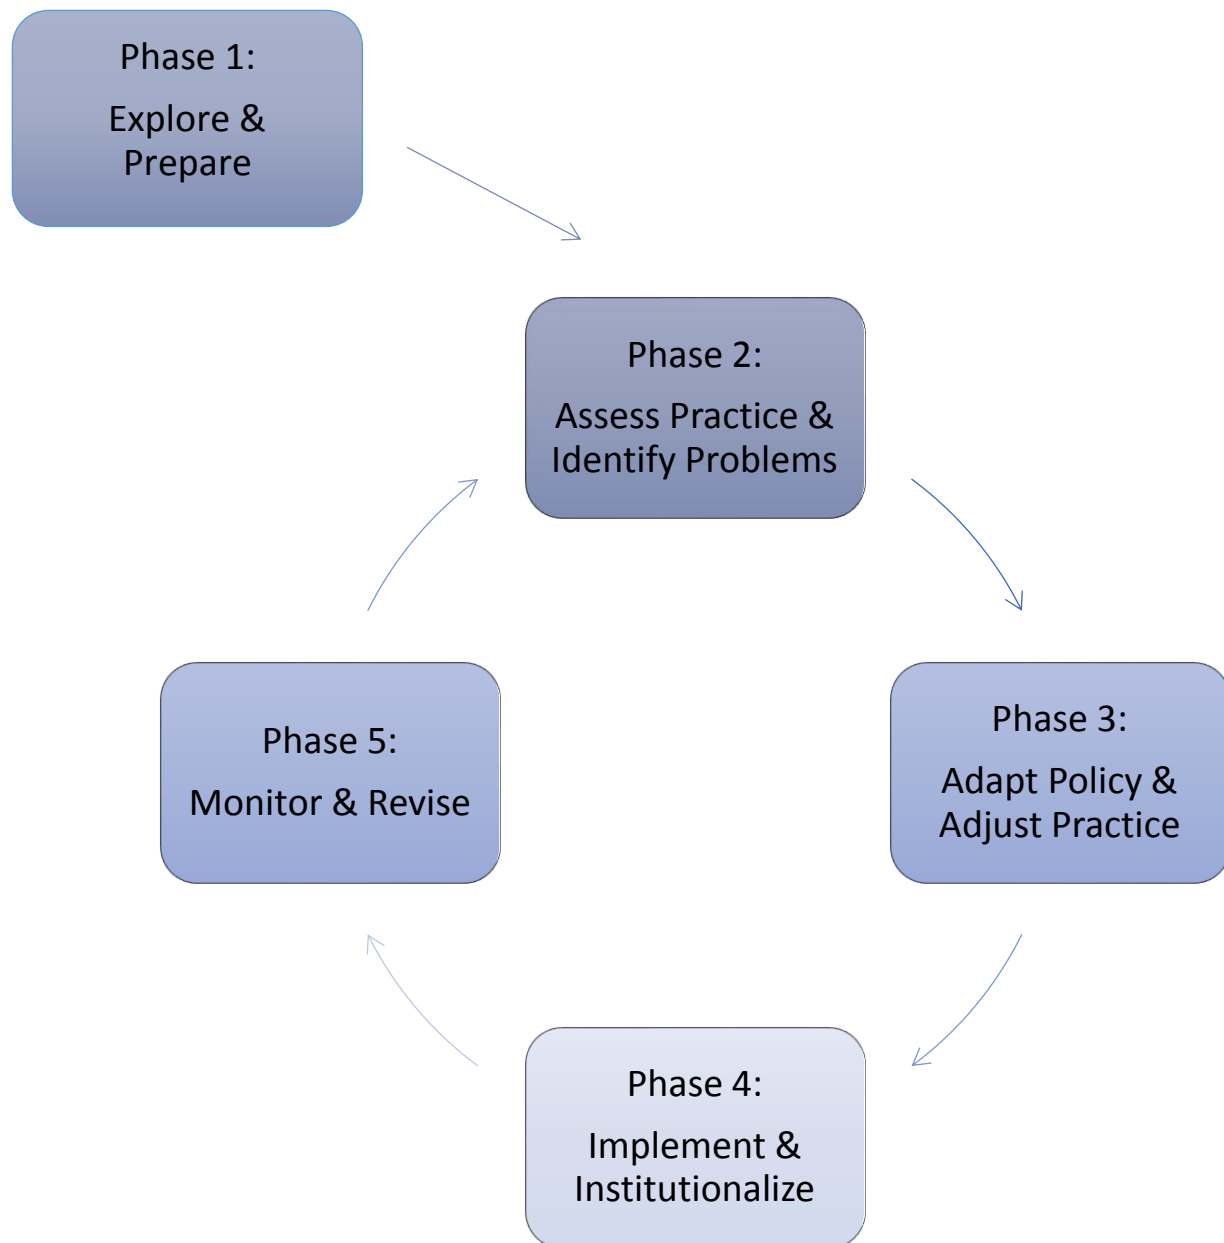 Phase 1:
Explore &
Prepare
Phase 2:
Assess Practice &
Identify Problems
Phase 3:
Adapt Policy &
Adjust Practice
Phase 4:
Implement &
Institutionalize
Phase 5:
Monitor & Revise